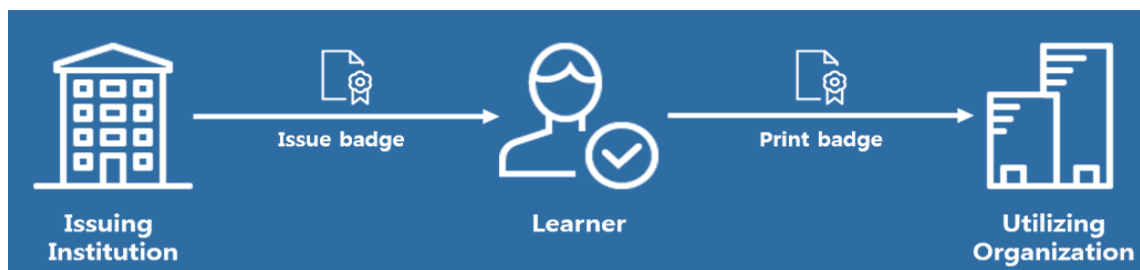 Issue badge
Print badge
Issuing
Institution
Learner
Utilizing
Organization